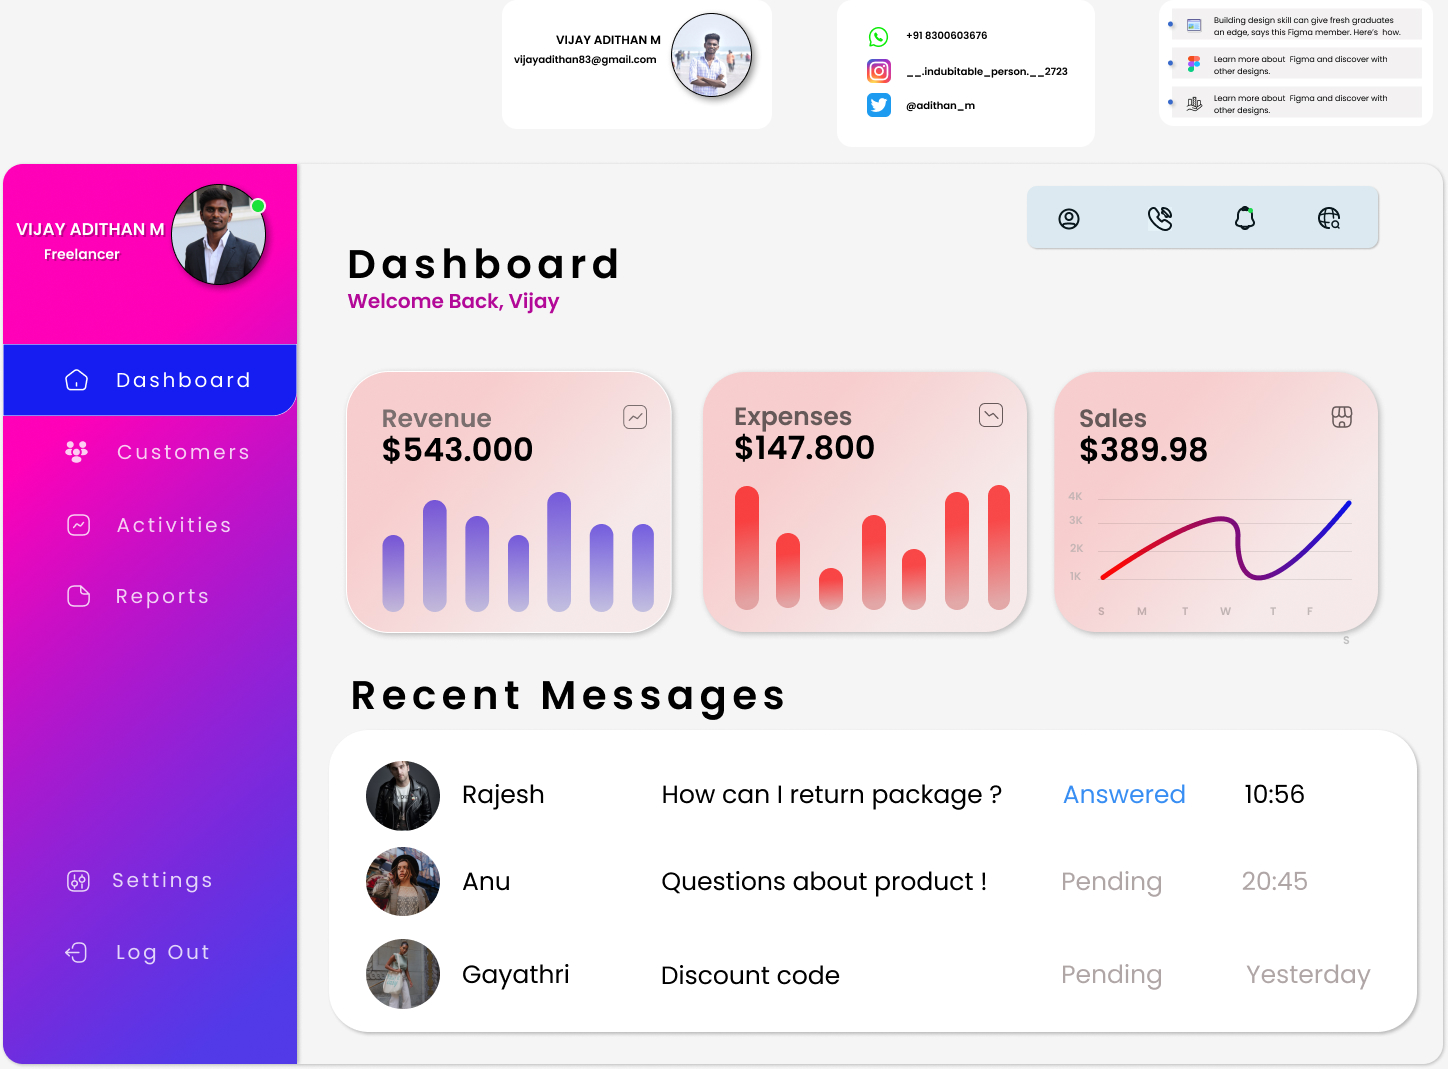 VIJAY ADITHAN M
vijayadithan83@gmail.com
+91 8300603676
__.indubitable_person.__2723
@adithan_m
Building design skill can give fresh graduates
an edge, says this Figma member. Here's how.
Learn more about Figma and discover with
other designs.
Learn more about Figma and discover with
other designs.
VIJAY ADITHAN M
Freelancer
Dashboard
Customers
Activities
Reports
Settings
Log Out
Dashboard
Welcome Back, Vijay
Revenue
$543.000
Expenses
$147.800
Sales
$389.98
4K
3K
2K
1K
S M T W T F
S
Recent Messages
Rajesh How can I return package ? Answered 10:56
Anu Questions about product ! Pending 20:45
Gayathri Discount code Pending Yesterday